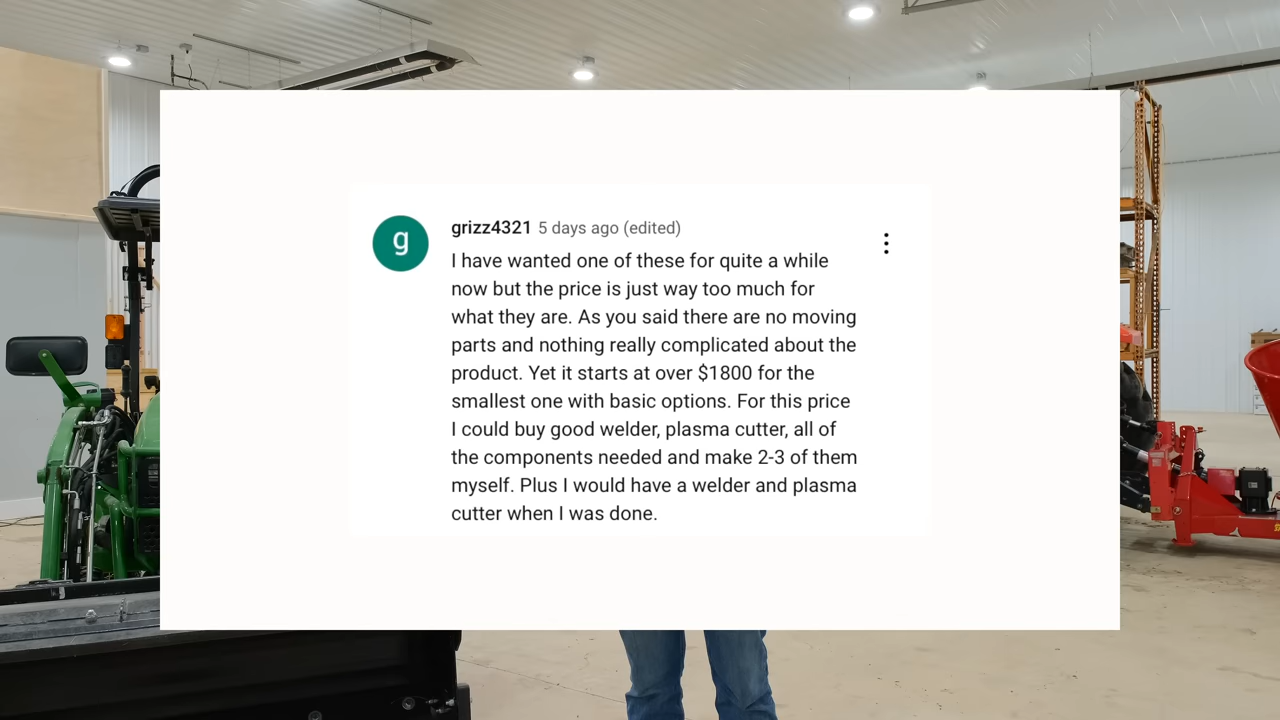 g
grizz4321 5 days ago (edited)
I have wanted one of these for quite a while
now but the price is just way too much for
what they are. As you said there are no moving
parts and nothing really complicated about the
product. Yet it starts at over $1800 for the
smallest one with basic options. For this price
I could buy good welder, plasma cutter, all of
the components needed and make 2-3 of them
myself. Plus I would have a welder and plasma
cutter when I was done.